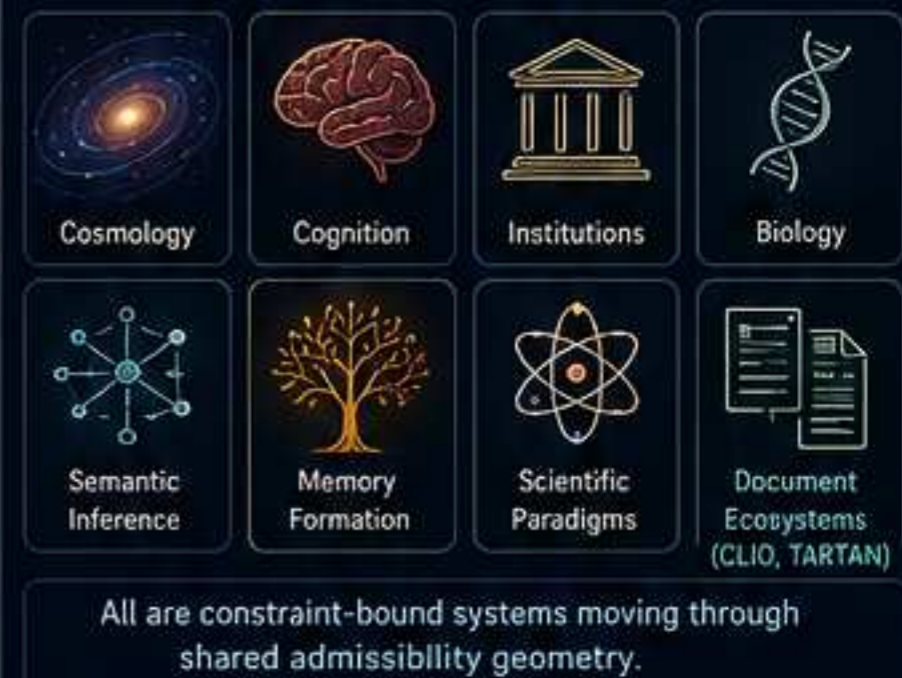 Cosmology
Cognition
Institutions
Biology
Semantic
Inference
Memory
Formation
Scientific
Paradigms
Document
Ecosystems
(CLIO, TARTAN)
All are constraint-bound systems moving through
shared admissibility geometry.